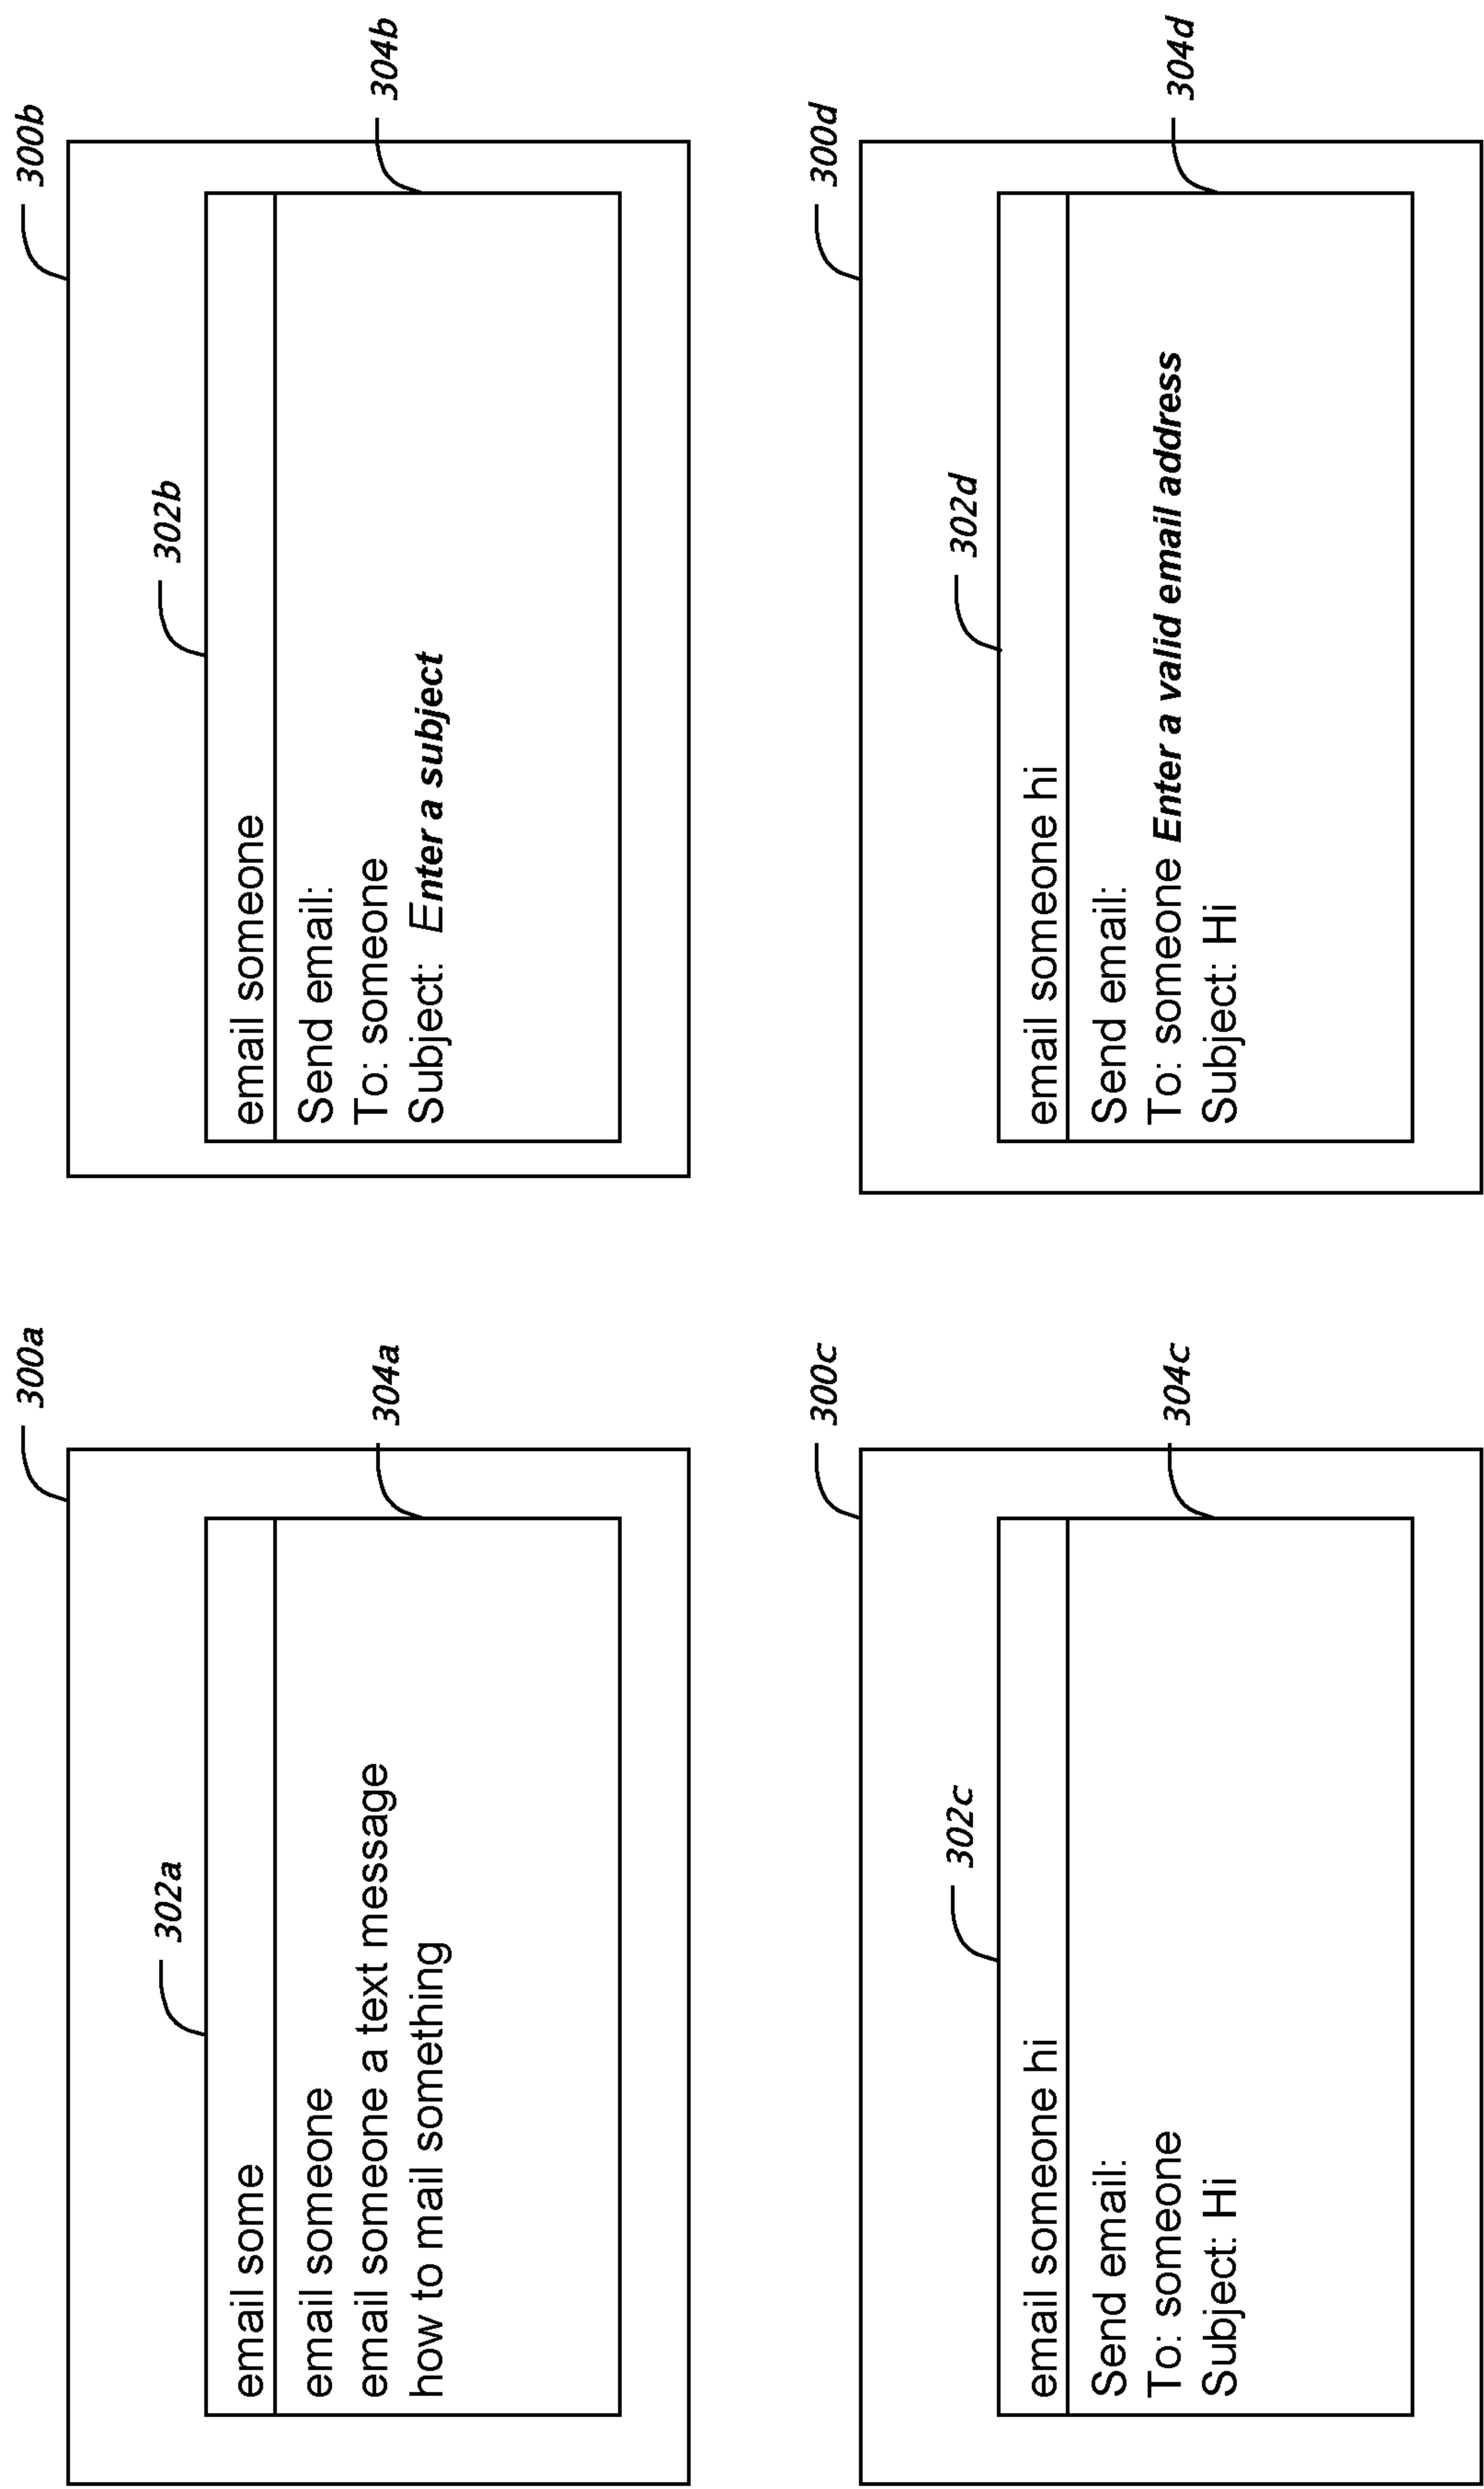 300a
302a
email some
304a
email someone
email someone a text message
how to mail something
300b
302b
email someone
304b
Send email:
To: someone
Subject: Enter a subject
300c
302c
email someone hi
304c
Send email:
To: someone
Subject: Hi
300d
302d
email someone hi
304d
Send email:
To: someone Enter a valid email address
Subject: Hi